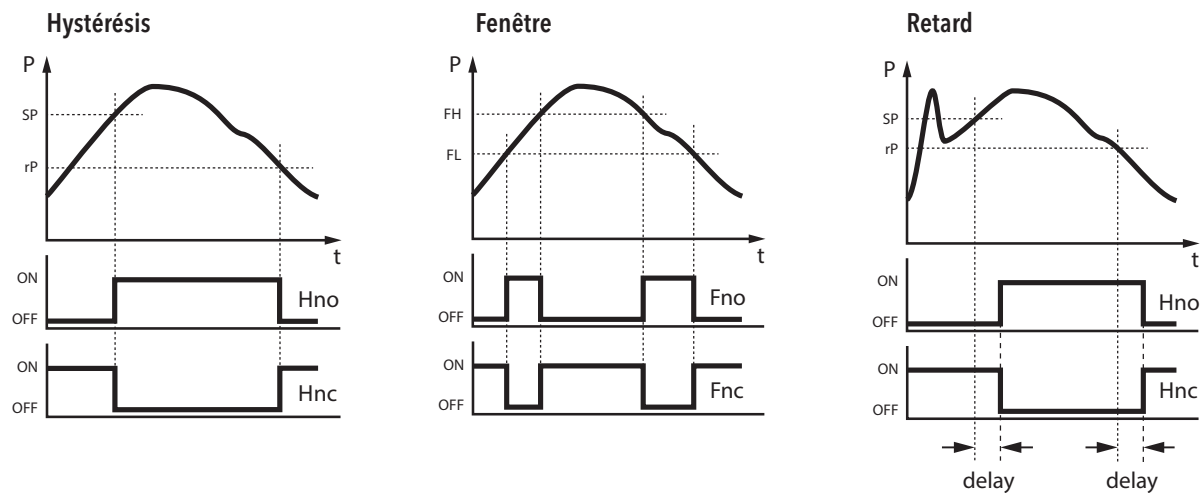 Hystérésis
P
SP
rP
t
ON
OFF
Hno
ON
OFF
Hnc
Fenêtre
P
FH
FL
t
ON
OFF
Fno
ON
OFF
Fnc
Retard
P
SP
rP
t
ON
OFF
Hno
ON
OFF
Hnc
delay
delay